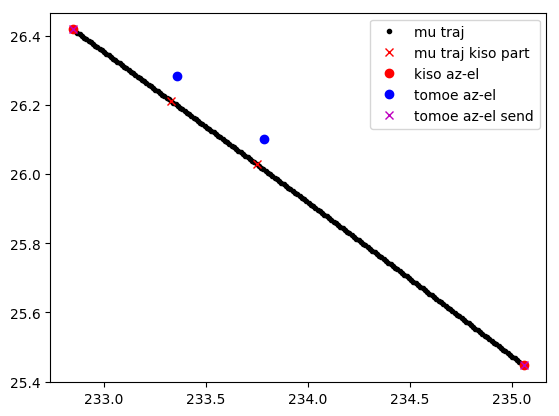 26.4
26.2
26.0
25.8
25.6
25.4
233.0
233.5
234.0
234.5
235.0
mu traj
mu traj kiso part
kiso az-el
tomoe az-el
tomoe az-el send